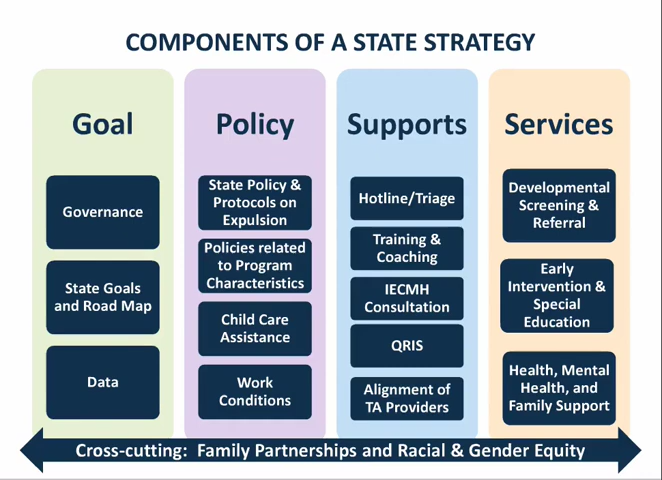 COMPONENTS OF A STATE STRATEGY
Goal
Governance
State Goals
and Road Map
Data
Policy
State Policy &
Protocols on
Expulsion
Policies related
to Program
Characteristics
Child Care
Assistance
Work
Conditions
Supports
Hotline/Triage
Training &
Coaching
IECMH
Consultation
QRIS
Alignment of
TA Providers
Services
Developmental
Screening &
Referral
Early
Intervention &
Special
Education
Health, Mental
Health, and
Family Support
Cross-cutting:  Family Partnerships and Racial & Gender Equity